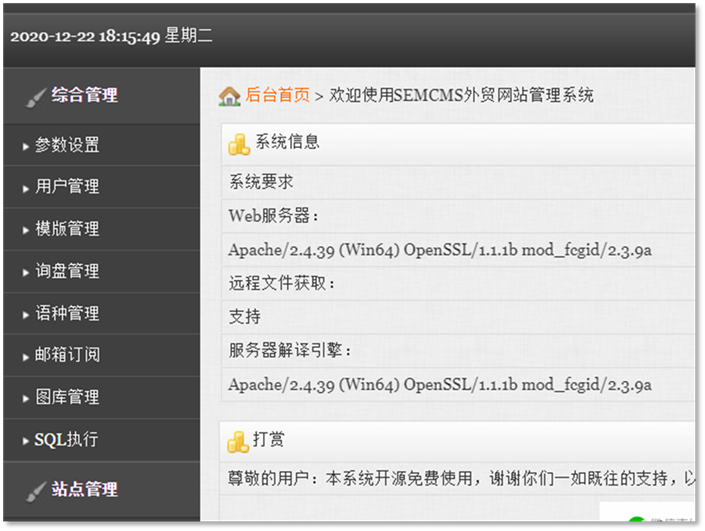 2020-12-22 18:15:49 星期二
综合管理
参数设置
用户管理
模版管理
询盘管理
语种管理
邮箱订阅
图库管理
SQL执行
站点管理
后台首页 > 欢迎使用SEMCMS外贸网站管理系统
系统信息
系统要求
Web服务器：
Apache/2.4.39 (Win64) OpenSSL/1.1.1b mod_fcgid/2.3.9a
远程文件获取：
支持
服务器解译引擎：
Apache/2.4.39 (Win64) OpenSSL/1.1.1b mod_fcgid/2.3.9a
打赏
尊敬的用户：本系统开源免费使用，谢谢你们一如既往的支持，以